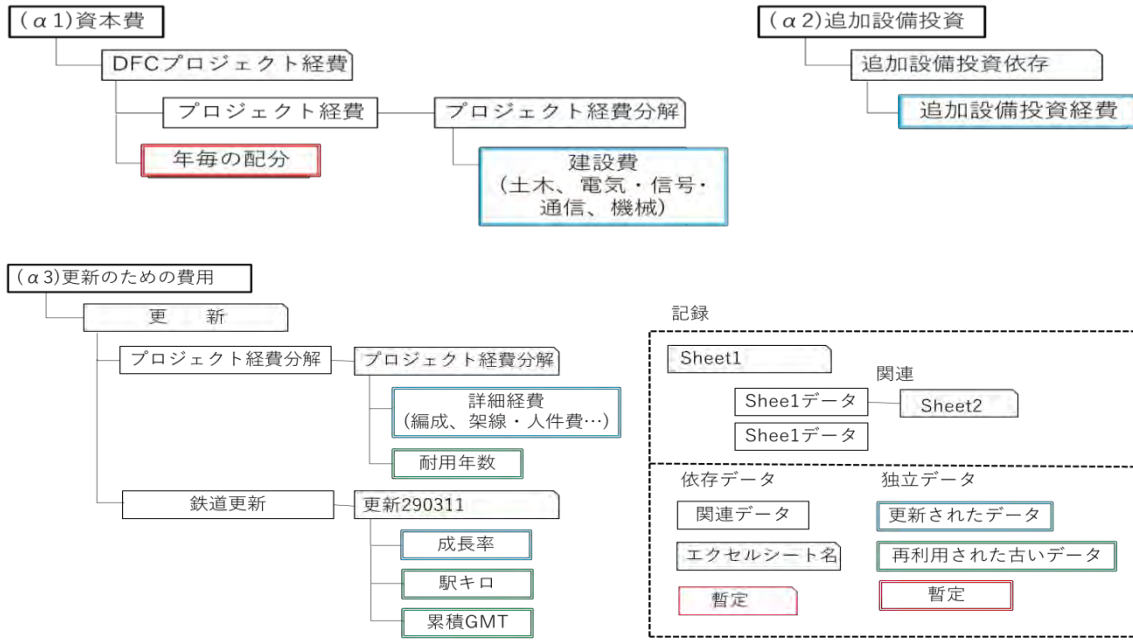 (α1)資本費
DFCプロジェクト経費
プロジェクト経費
プロジェクト経費分解
年毎の配分
建設費
(土木、電気・信号・
通信、機械)
(α2)追加設備投資
追加設備投資依存
追加設備投資経費
(α3)更新のための費用
更 新
プロジェクト経費分解
プロジェクト経費分解
詳細経費
(編成、架線・人件費…)
耐用年数
鉄道更新
更新290311
成長率
駅キロ
累積GMT
記録
Sheet1
関連
Shee1データ
Sheet2
Shee1データ
依存データ
独立データ
関連データ
更新されたデータ
エクセルシート名
再利用された古いデータ
暫定
暫定